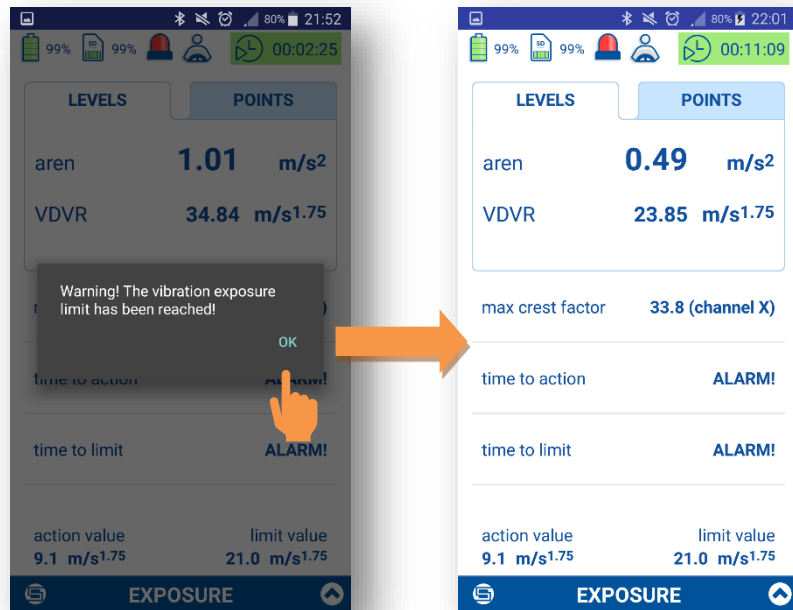 80% 21:52
99% SD 99% 00:02:25
LEVELS POINTS
aren 1.01 m/s2
VDVR 34.84 m/s1.75
Warning! The vibration exposure
limit has been reached!
OK
time to action ALARM!
time to limit ALARM!
action value limit value
9.1 m/s1.75 21.0 m/s1.75
EXPOSURE
80% 22:01
99% SD 99% 00:11:09
LEVELS POINTS
aren 0.49 m/s2
VDVR 23.85 m/s1.75
max crest factor 33.8 (channel X)
time to action ALARM!
time to limit ALARM!
action value limit value
9.1 m/s1.75 21.0 m/s1.75
EXPOSURE